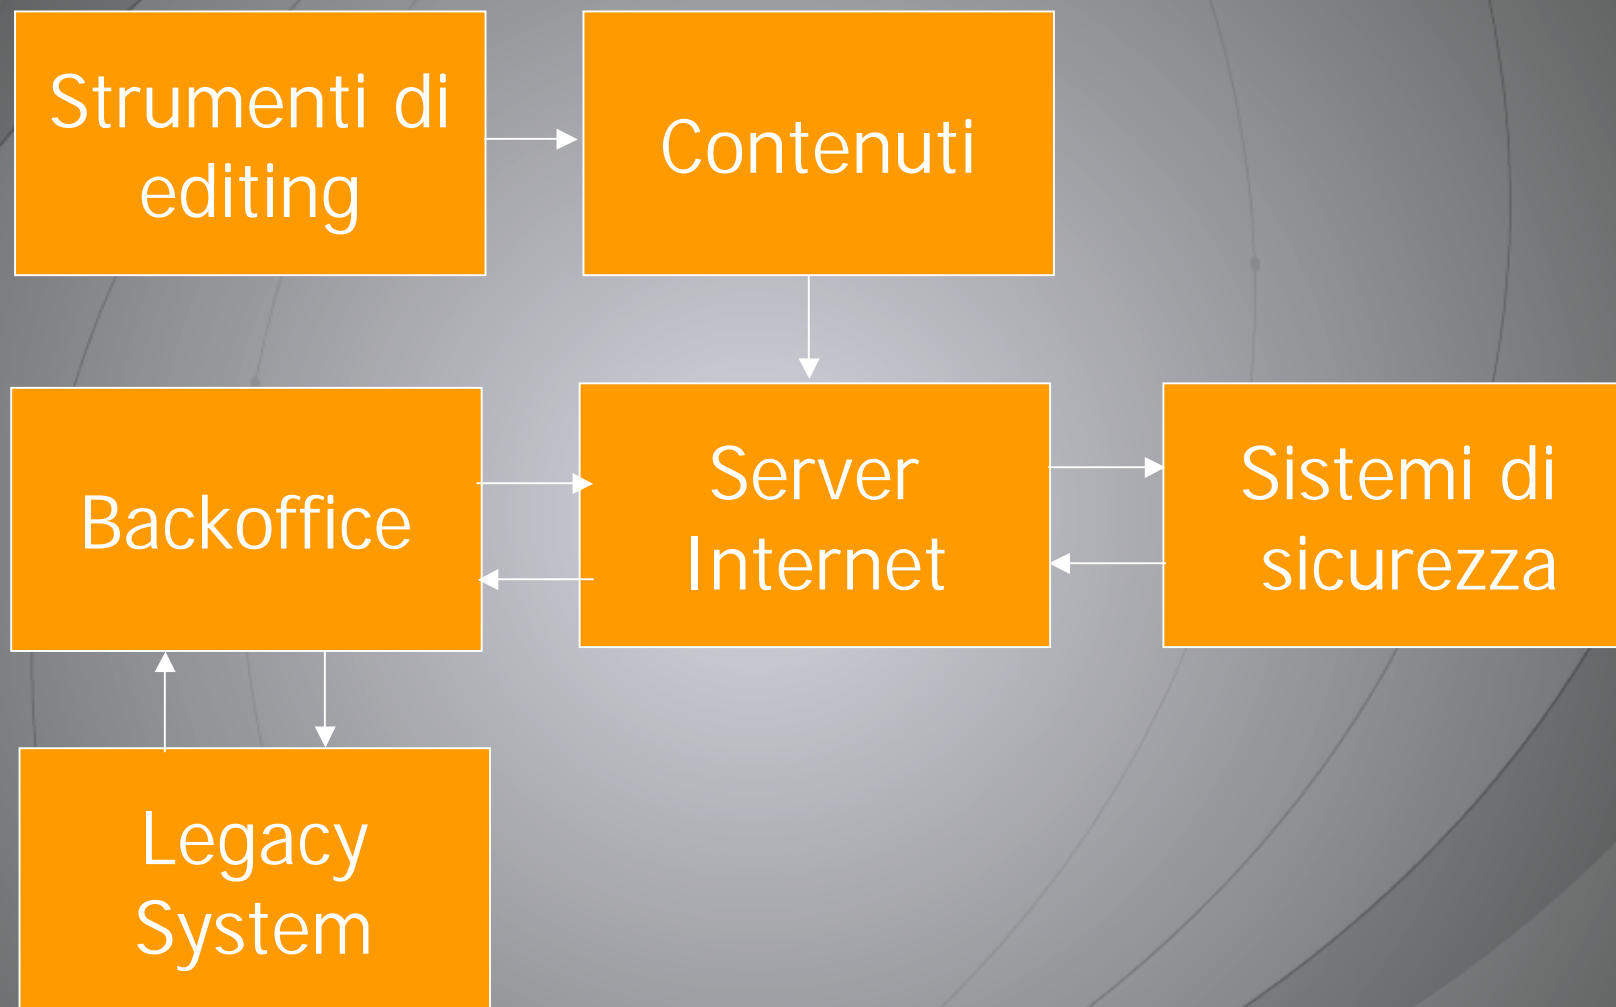 Strumenti di
editing
Contenuti
Backoffice
Server
Internet
Sistemi di
sicurezza
Legacy
System